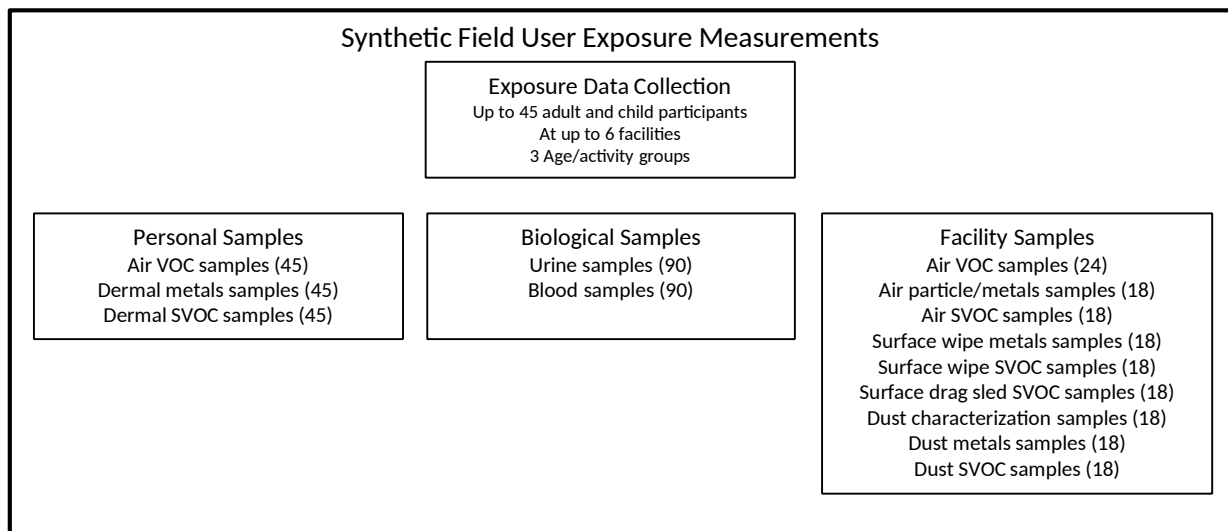 Synthetic Field User Exposure Measurements
Exposure Data Collection
Up to 45 adult and child participants
At up to 6 facilities
3 Age/activity groups
Personal Samples
Air VOC samples (45)
Dermal metals samples (45)
Dermal SVOC samples (45)
Biological Samples
Urine samples (90)
Blood samples (90)
Facility Samples
Air VOC samples (24)
Air particle/metals samples (18)
Air SVOC samples (18)
Surface wipe metals samples (18)
Surface wipe SVOC samples (18)
Surface drag sled SVOC samples (18)
Dust characterization samples (18)
Dust metals samples (18)
Dust SVOC samples (18)